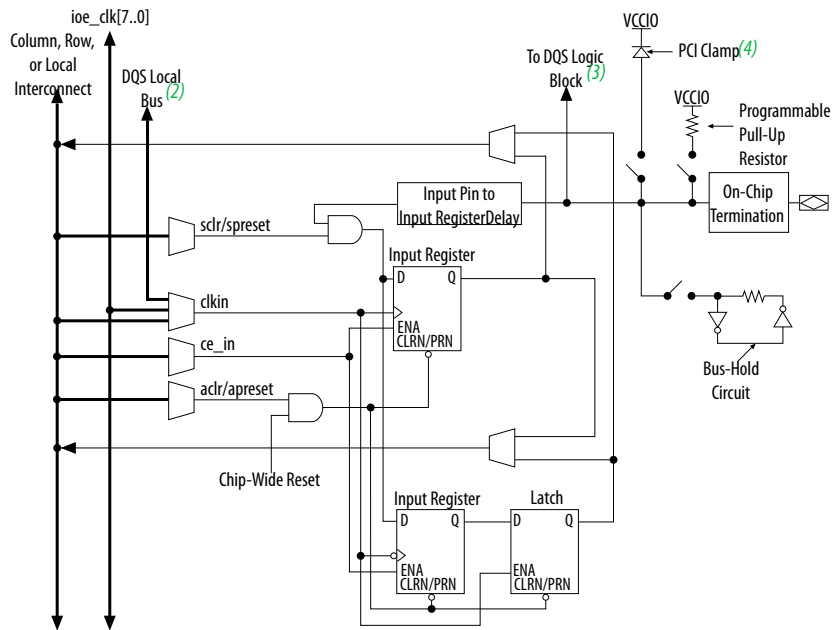 ioe_clk[7..0]
Column, Row,
or Local
Interconnect
DQS Local
Bus (2)
To DQS Logic
Block (3)
VCCIO
PCI Clamp (4)
VCCIO
Programmable
Pull-Up
Resistor
Input Pin to
Input RegisterDelay
On-Chip
Termination
sclr/spreset
Input Register
D Q
clkin
ENA
CLRN/PRN
ce_in
aclr/apreset
Bus-Hold
Circuit
Chip-Wide Reset
Input Register
Latch
D Q
D Q
ENA
CLRN/PRN
ENA
CLRN/PRN